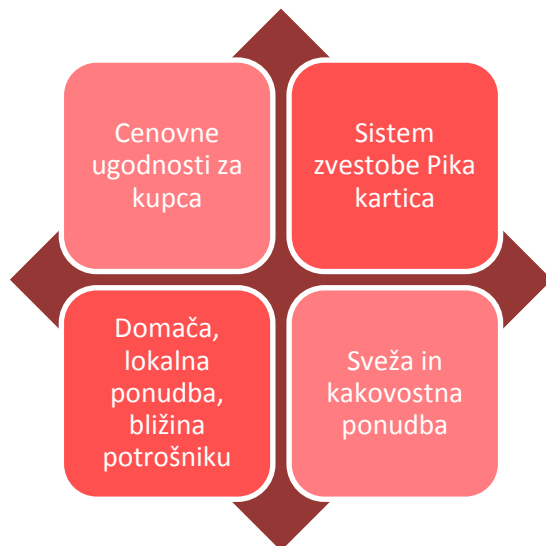 Cenovne
ugodnosti za
kupca
Sistem
zvestobe Pika
kartica
Domača,
lokalna
ponudba,
bližina
potrošniku
Sveža in
kakovostna
ponudba